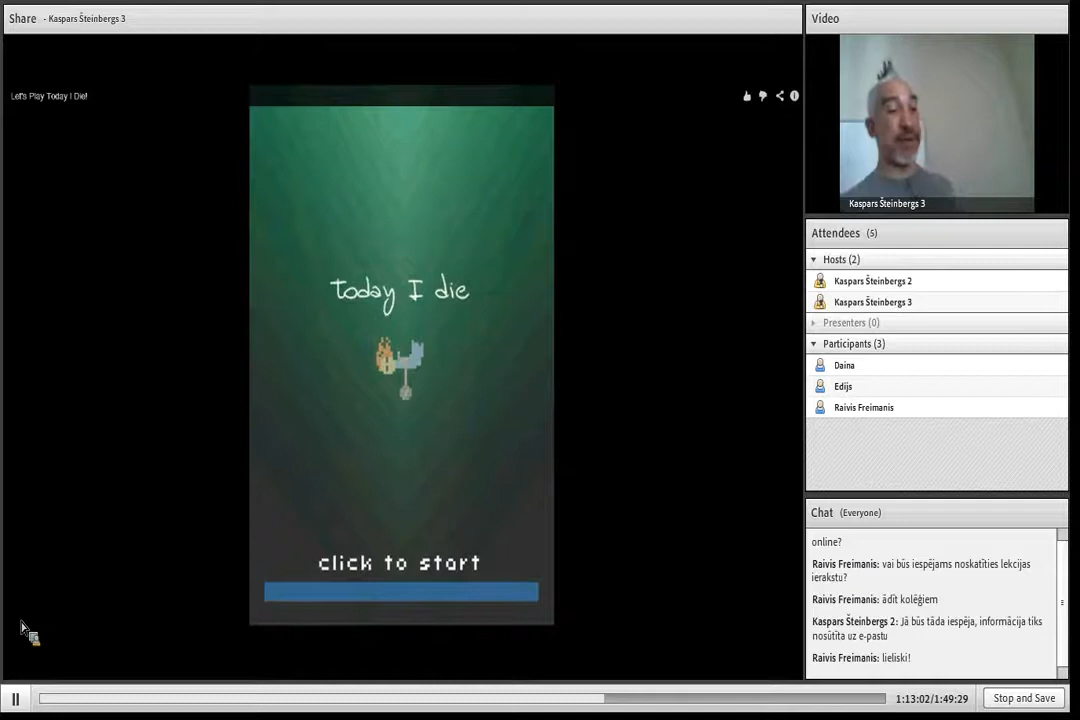 Share - Kaspars Šteinbergs 3
Let's Play Today I Die!
today I die
click to start
Video
Kaspars Šteinbergs 3
Attendees (5)
Hosts (2)
Kaspars Šteinbergs 2
Kaspars Šteinbergs 3
Presenters (0)
Participants (3)
Daina
Edijs
Raivis Freimanis
Chat (Everyone)
online?
Raivis Freimanis: vai būs iespējams noskatīties lekcijas
ierakstu?
Raivis Freimanis: ādīt kolēģiem
Kaspars Šteinbergs 2: Jā būs tāda iespēja, informācija tiks
nosūtīta uz e-pastu
Raivis Freimanis: lieliski!
1:13:02/1:49:29
Stop and Save